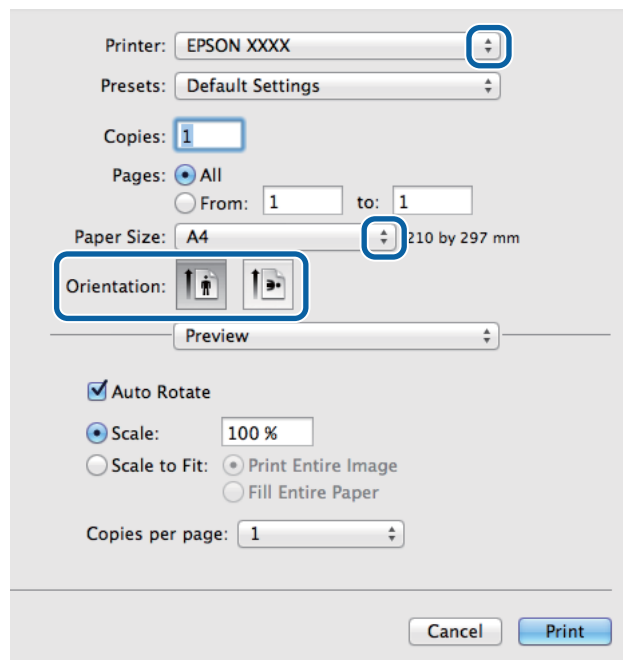 Printer: EPSON XXXX
Presets: Default Settings
Copies: 1
Pages: All
From: 1 to: 1
Paper Size: A4 210 by 297 mm
Orientation:
Preview
Auto Rotate
Scale: 100 %
Scale to Fit: Print Entire Image
Fill Entire Paper
Copies per page: 1
Cancel Print